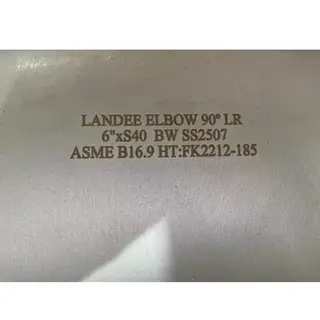 LANDEE ELBOW 90° LR
6"xS40 BW SS2507
ASME B16.9 HT:FK2212-185